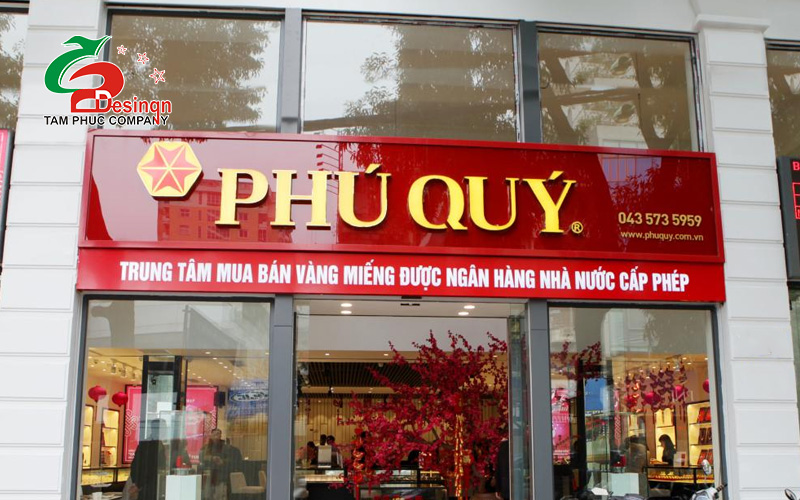 Desinqn
TAM PHUC COMPANY
PHÚ QUÝ ®
043 573 5959
www.phuquy.com.vn
TRUNG TÂM MUA BÁN VÀNG MIẾNG ĐƯỢC NGÂN HÀNG NHÀ NƯỚC CẤP PHÉP